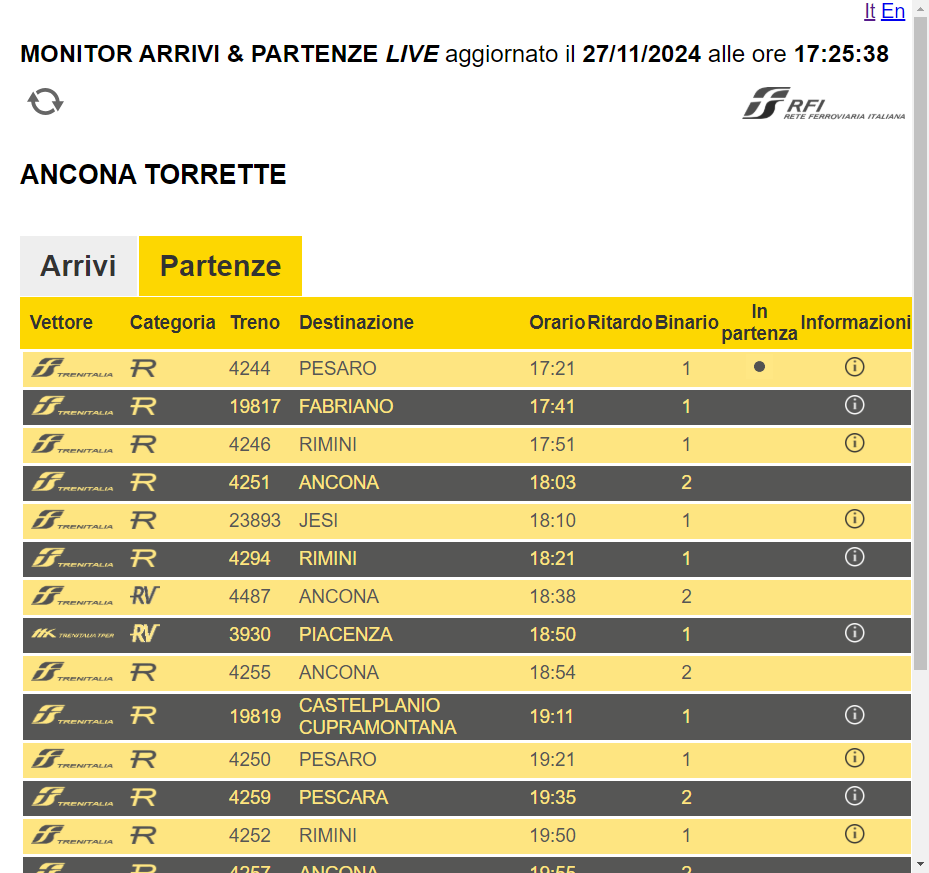 It En
MONITOR ARRIVI & PARTENZE LIVE aggiornato il 27/11/2024 alle ore 17:25:38
RFI
RETE FERROVIARIA ITALIANA
ANCONA TORRETTE
Arrivi Partenze
Vettore Categoria Treno Destinazione Orario Ritardo Binario In partenza Informazioni
TRENITALIA R 4244 PESARO 17:21 1
TRENITALIA R 19817 FABRIANO 17:41 1
TRENITALIA R 4246 RIMINI 17:51 1
TRENITALIA R 4251 ANCONA 18:03 2
TRENITALIA R 23893 JESI 18:10 1
TRENITALIA R 4294 RIMINI 18:21 1
TRENITALIA RV 4487 ANCONA 18:38 2
TRENITALIA TPER RV 3930 PIACENZA 18:50 1
TRENITALIA R 4255 ANCONA 18:54 2
TRENITALIA R 19819 CASTELPLANIO CUPRAMONTANA 19:11 1
TRENITALIA R 4250 PESARO 19:21 1
TRENITALIA R 4259 PESCARA 19:35 2
TRENITALIA R 4252 RIMINI 19:50 1
R 4257 ANCONA 19:55 2